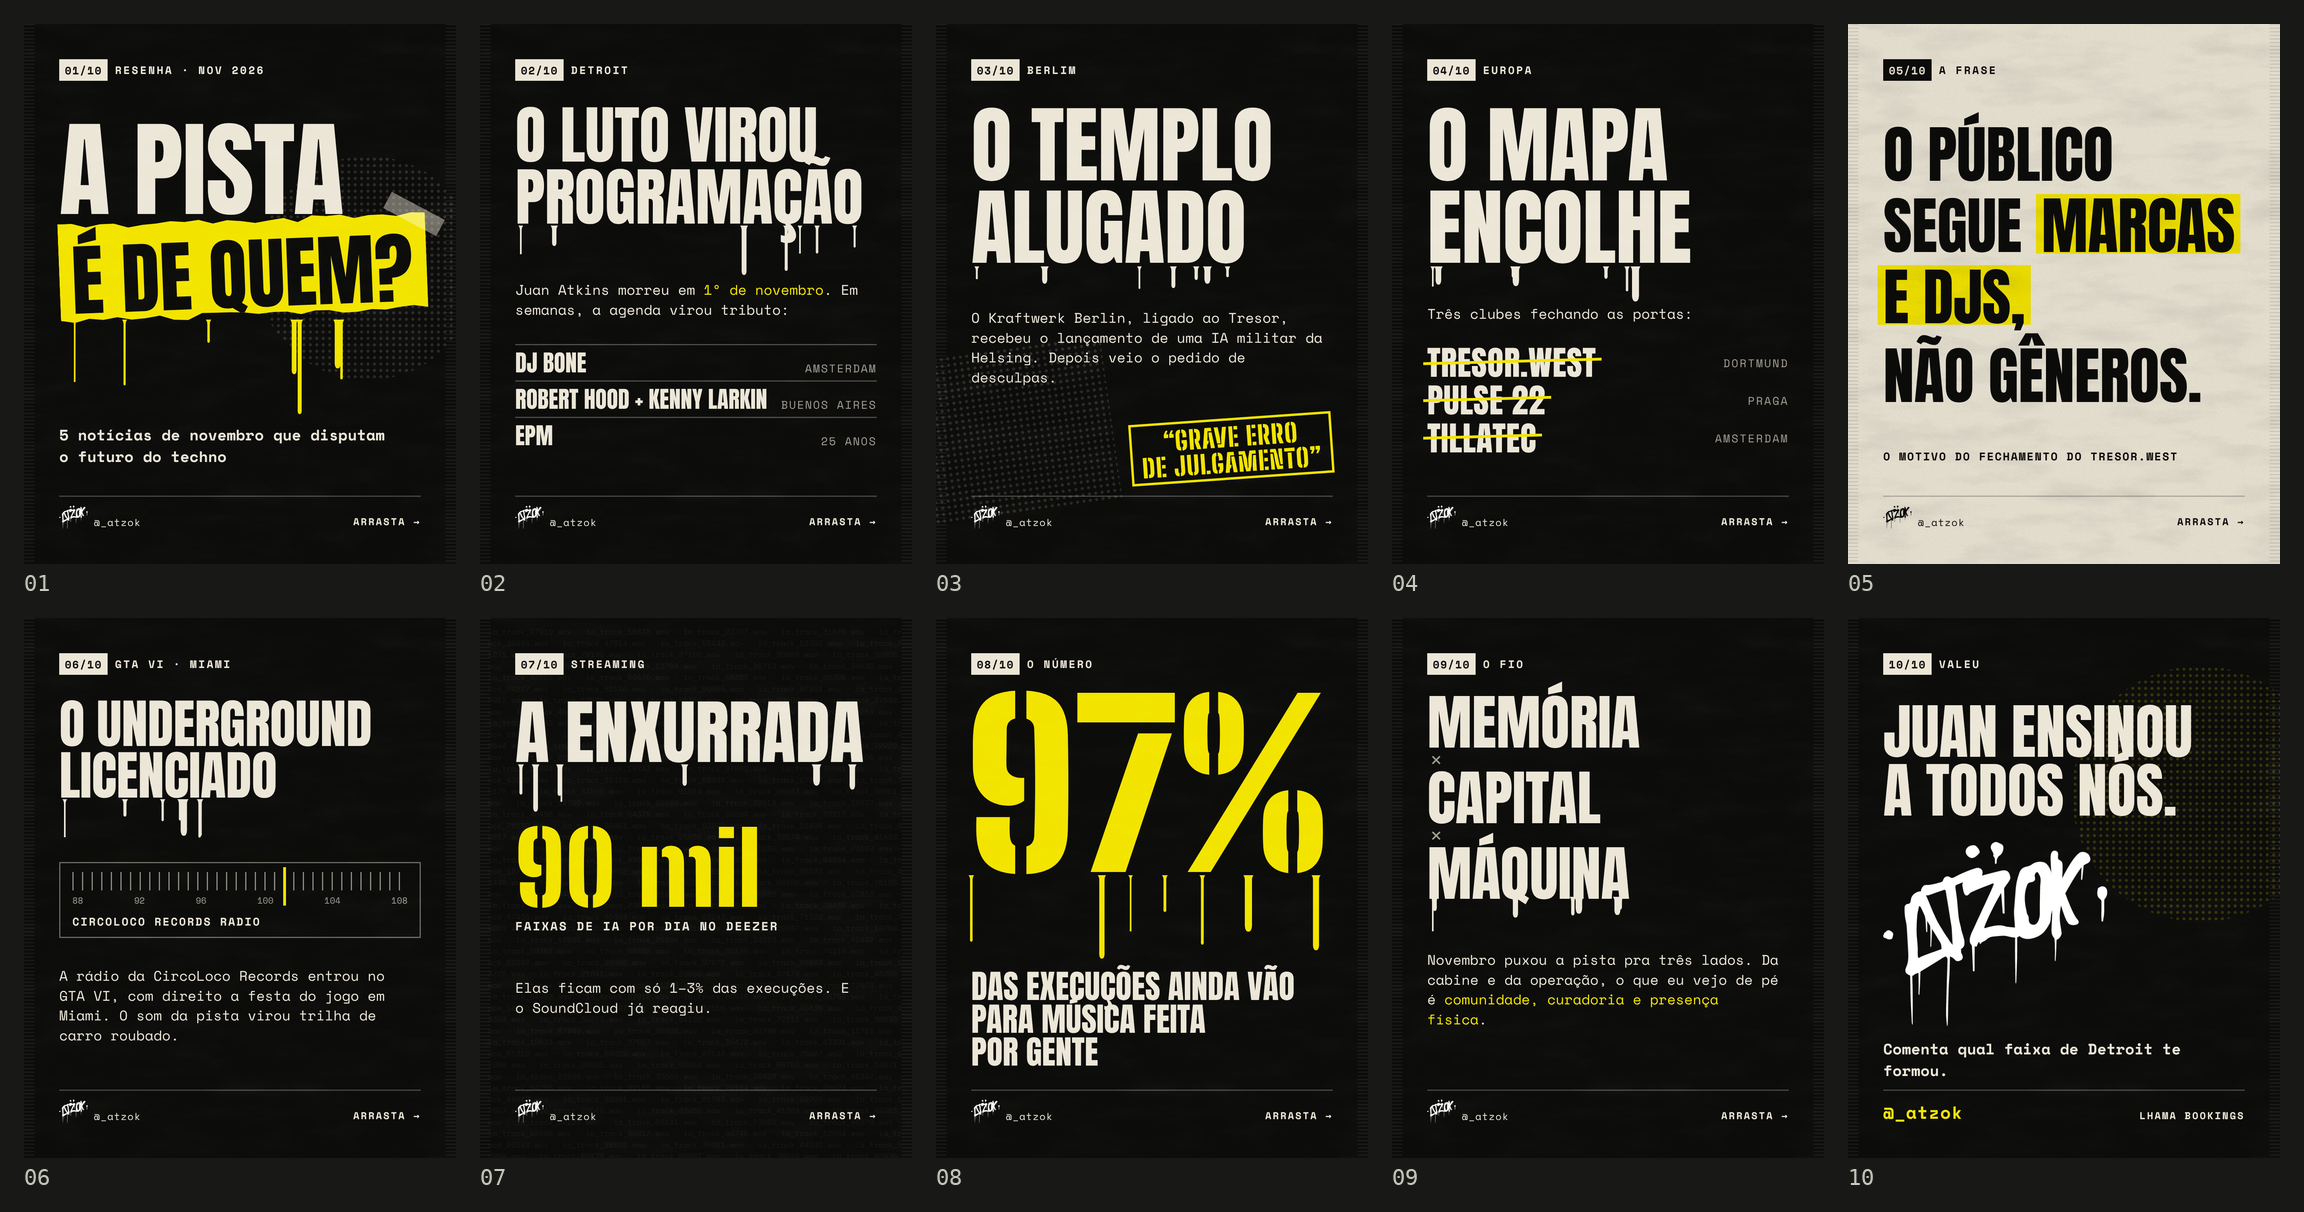 01/10 RESENHA · NOV 2026
A PISTA
É DE QUEM?
5 notícias de novembro que disputam
o futuro do techno
ATZOK @_atzok ARRASTA →
01
02/10 DETROIT
O LUTO VIROU
PROGRAMAÇÃO
Juan Atkins morreu em 1º de novembro. Em
semanas, a agenda virou tributo:
DJ BONE AMSTERDAM
ROBERT HOOD + KENNY LARKIN BUENOS AIRES
EPM 25 ANOS
ATZOK @_atzok ARRASTA →
02
03/10 BERLIM
O TEMPLO
ALUGADO
O Kraftwerk Berlin, ligado ao Tresor,
recebeu o lançamento de uma IA militar da
Helsing. Depois veio o pedido de
desculpas.
“GRAVE ERRO
DE JULGAMENTO”
ATZOK @_atzok ARRASTA →
03
04/10 EUROPA
O MAPA
ENCOLHE
Três clubes fechando as portas:
TRESOR.WEST DORTMUND
PULSE 22 PRAGA
TILLATEC AMSTERDAM
ATZOK @_atzok ARRASTA →
04
05/10 A FRASE
O PÚBLICO
SEGUE MARCAS
E DJS,
NÃO GÊNEROS.
O MOTIVO DO FECHAMENTO DO TRESOR.WEST
ATZOK @_atzok ARRASTA →
05
06/10 GTA VI · MIAMI
O UNDERGROUND
LICENCIADO
88 92 96 100 104 108
CIRCOLOCO RECORDS RADIO
A rádio da CircoLoco Records entrou no
GTA VI, com direito a festa do jogo em
Miami. O som da pista virou trilha de
carro roubado.
ATZOK @_atzok ARRASTA →
06
07/10 STREAMING
A ENXURRADA
90 mil
FAIXAS DE IA POR DIA NO DEEZER
Elas ficam com só 1–3% das execuções. E
o SoundCloud já reagiu.
ATZOK @_atzok ARRASTA →
07
08/10 O NÚMERO
97%
DAS EXECUÇÕES AINDA VÃO
PARA MÚSICA FEITA
POR GENTE
ATZOK @_atzok ARRASTA →
08
09/10 O FIO
MEMÓRIA
×
CAPITAL
×
MÁQUINA
Novembro puxou a pista pra três lados. Da
cabine e da operação, o que eu vejo de pé
é comunidade, curadoria e presença
física.
ATZOK @_atzok ARRASTA →
09
10/10 VALEU
JUAN ENSINOU
A TODOS NÓS.
ATZOK
Comenta qual faixa de Detroit te
formou.
@_atzok LHAMA BOOKINGS
10